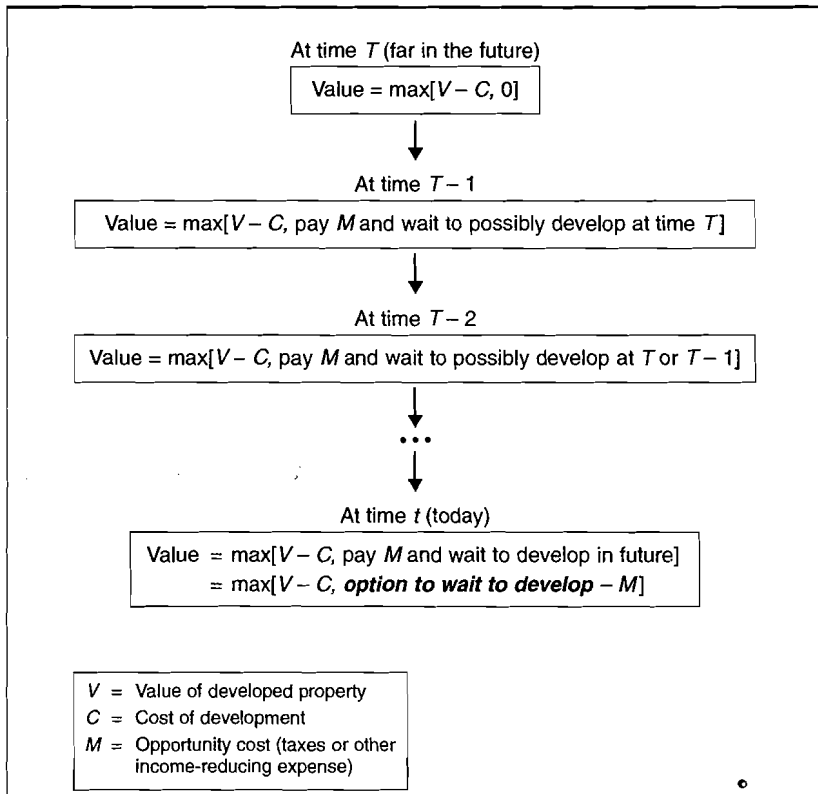 At time T (far in the future)
Value = max[V – C, 0]
At time T – 1
Value = max[V – C, pay M and wait to possibly develop at time T]
At time T – 2
Value = max[V – C, pay M and wait to possibly develop at T or T – 1]
•••
At time t (today)
Value = max[V – C, pay M and wait to develop in future]
= max[V – C, option to wait to develop – M]
V = Value of developed property
C = Cost of development
M = Opportunity cost (taxes or other
income-reducing expense)